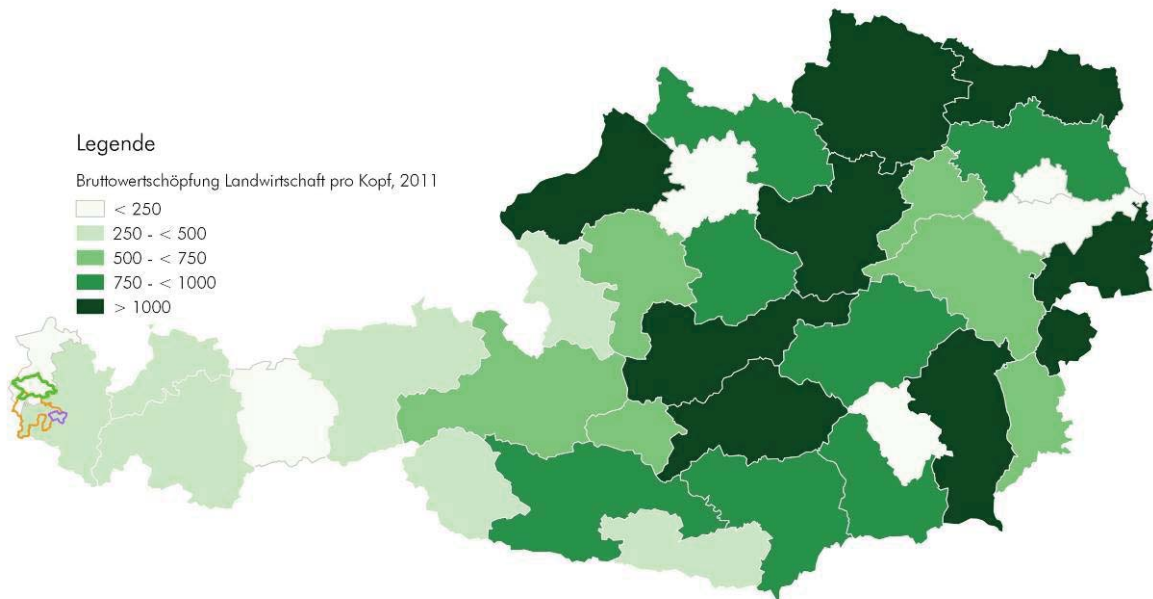 Legende
Bruttowertschöpfung Landwirtschaft pro Kopf, 2011
< 250
250 - < 500
500 - < 750
750 - < 1000
> 1000